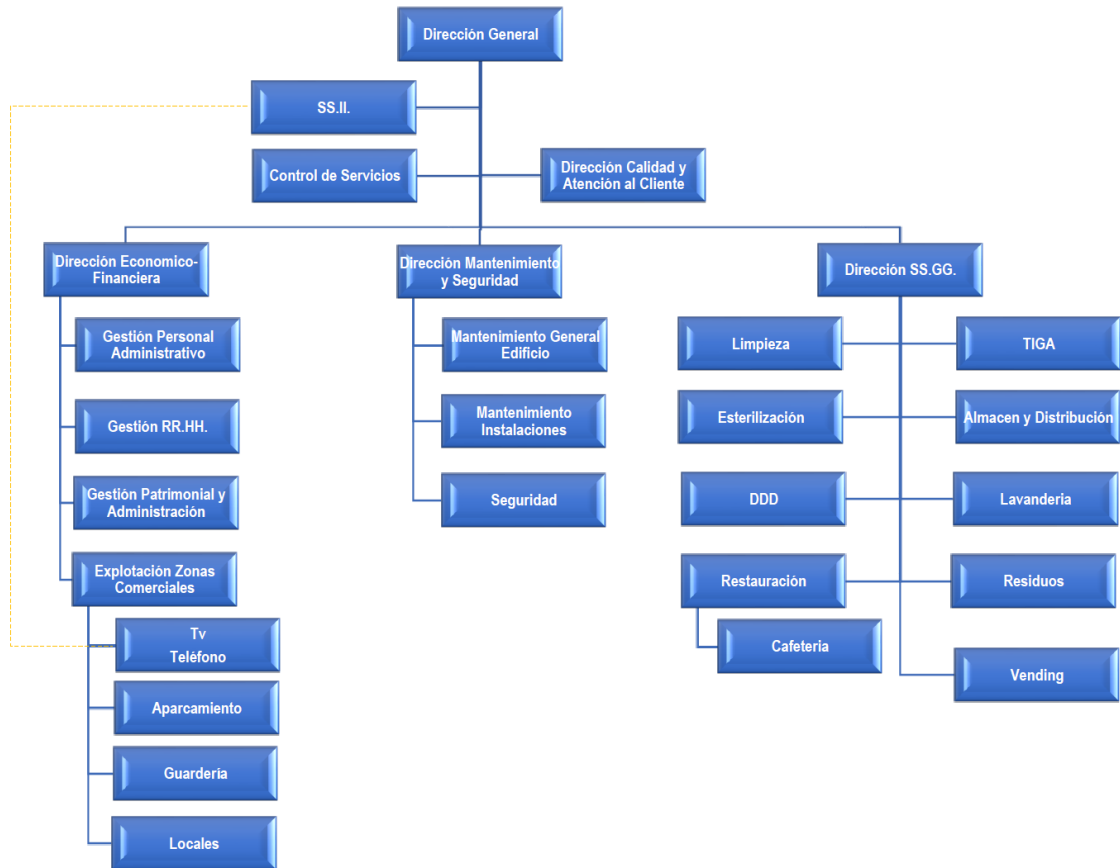 Dirección General
SS.II.
Control de Servicios
Dirección Calidad y
Atención al Cliente
Dirección Economico-
Financiera
Dirección Mantenimiento
y Seguridad
Dirección SS.GG.
Gestión Personal
Administrativo
Gestión RR.HH.
Gestión Patrimonial y
Administración
Explotación Zonas
Comerciales
Tv
Teléfono
Aparcamiento
Guardería
Locales
Mantenimiento General
Edificio
Mantenimiento
Instalaciones
Seguridad
Limpieza
TIGA
Esterilización
Almacen y Distribución
DDD
Lavanderia
Restauración
Residuos
Cafeteria
Vending